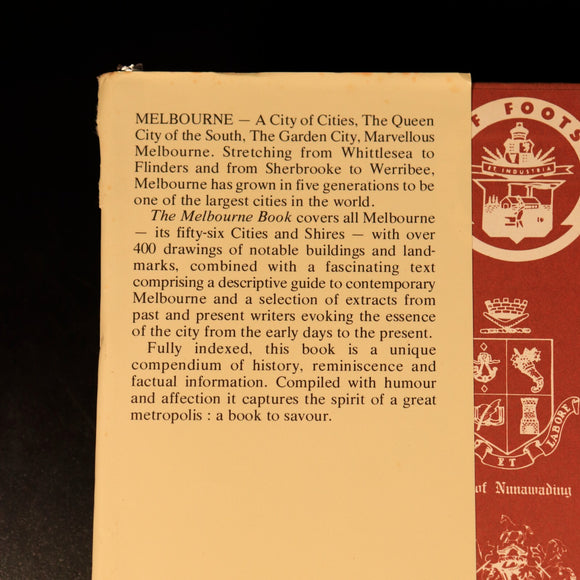 MELBOURNE — A City of Cities, The Queen
City of the South, The Garden City, Marvellous
Melbourne. Stretching from Whittlesea to
Flinders and from Sherbrooke to Werribee,
Melbourne has grown in five generations to be
one of the largest cities in the world.
The Melbourne Book covers all Melbourne
— its fifty-six Cities and Shires — with over
400 drawings of notable buildings and land-
marks, combined with a fascinating text
comprising a descriptive guide to contemporary
Melbourne and a selection of extracts from
past and present writers evoking the essence
of the city from the early days to the present.
Fully indexed, this book is a unique
compendium of history, reminiscence and
factual information. Compiled with humour
and affection it captures the spirit of a great
metropolis : a book to savour.
F FOOTS
ET INDUSTRIA
ET LABORE
of Nunawading